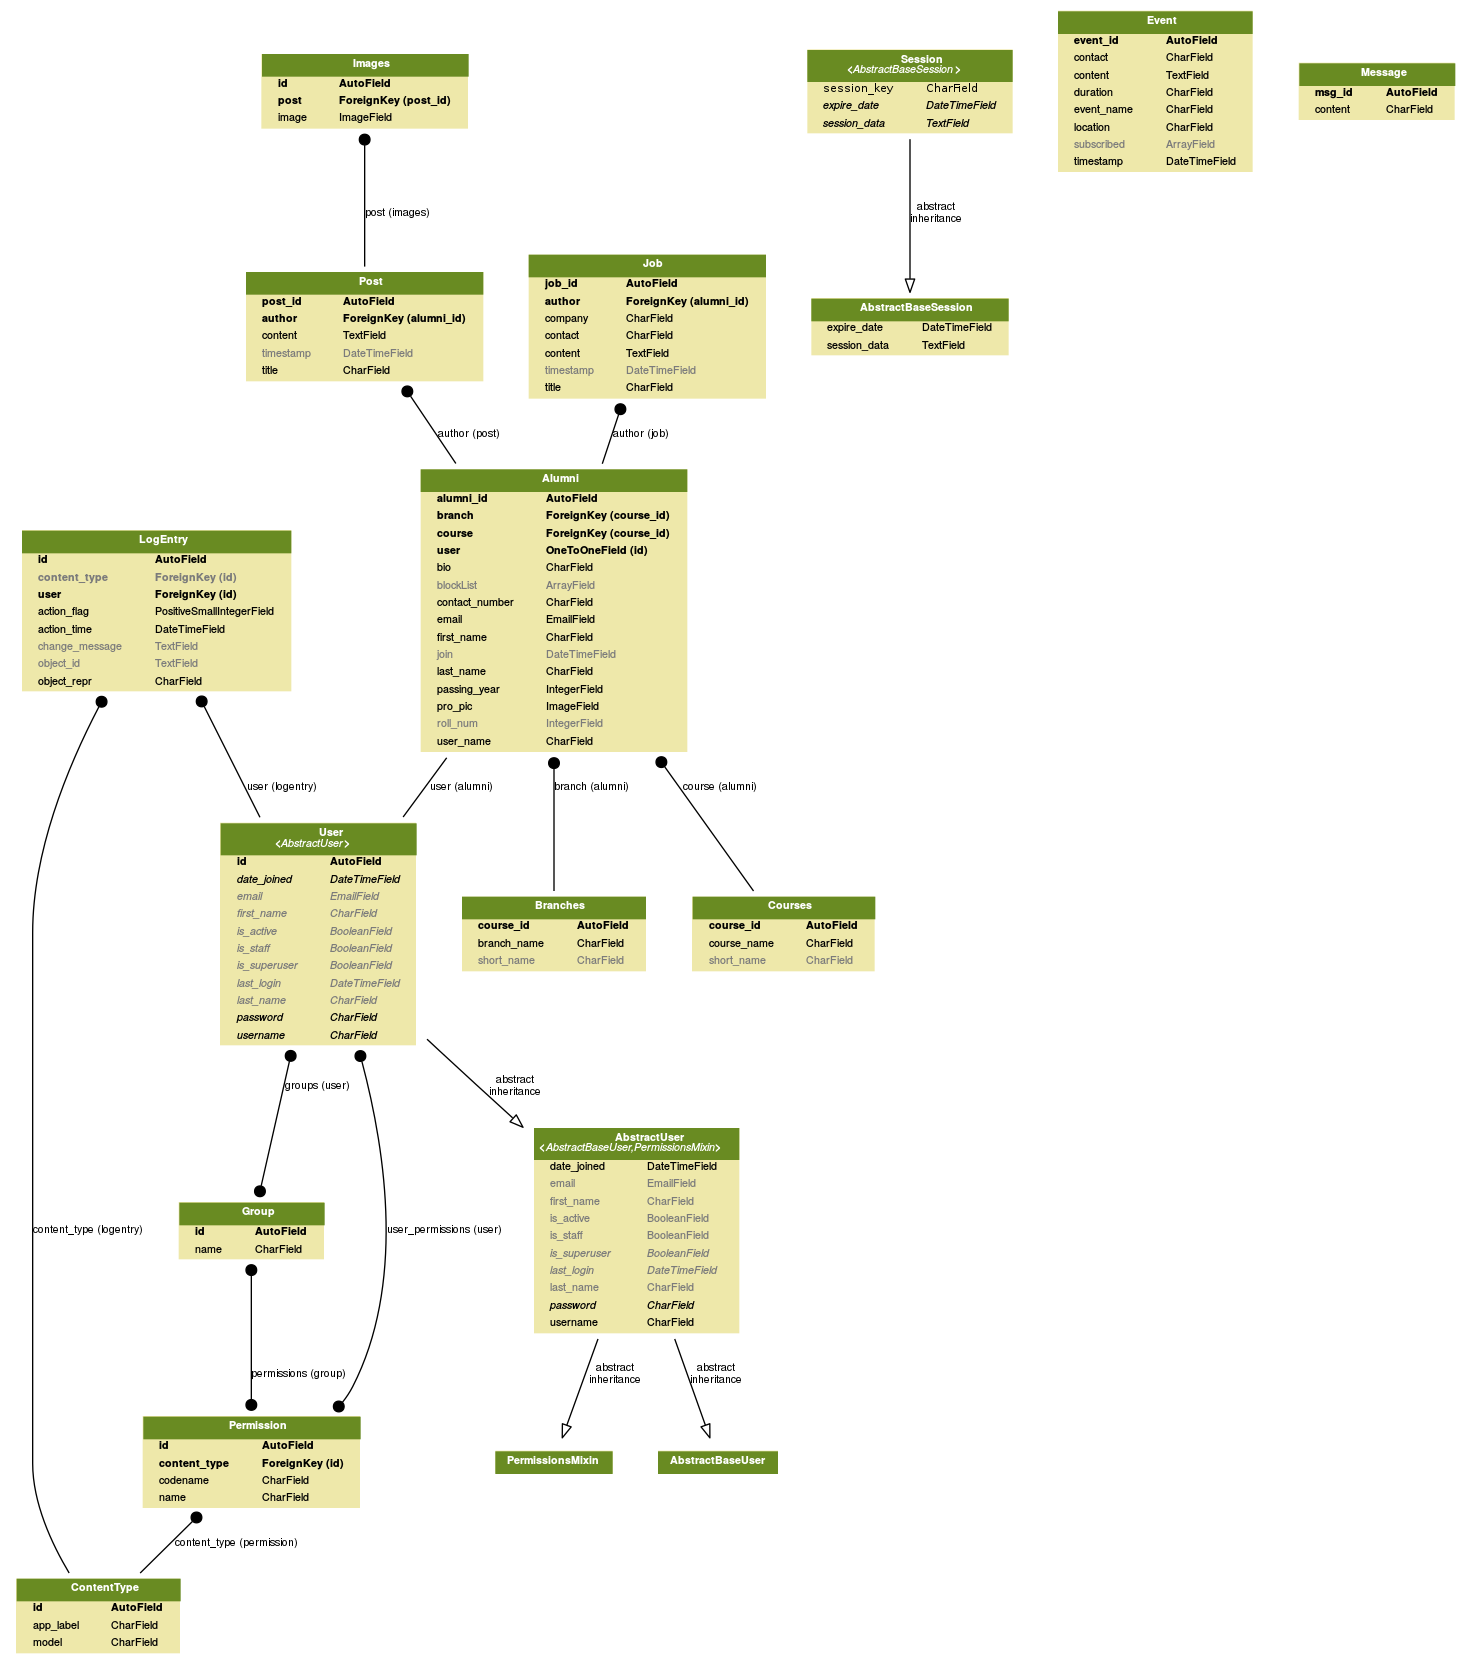 Images
id AutoField
post ForeignKey (post_id)
image ImageField
post (images)
Session
<AbstractBaseSession>
session_key CharField
expire_date DateTimeField
session_data TextField
abstract
inheritance
AbstractBaseSession
expire_date DateTimeField
session_data TextField
Event
event_id AutoField
contact CharField
content TextField
duration CharField
event_name CharField
location CharField
subscribed ArrayField
timestamp DateTimeField
Message
msg_id AutoField
content CharField
Post
post_id AutoField
author ForeignKey (alumni_id)
content TextField
timestamp DateTimeField
title CharField
author (post)
Job
job_id AutoField
author ForeignKey (alumni_id)
company CharField
contact CharField
content TextField
timestamp DateTimeField
title CharField
author (job)
Alumni
alumni_id AutoField
branch ForeignKey (course_id)
course ForeignKey (course_id)
user OneToOneField (id)
bio CharField
blockList ArrayField
contact_number CharField
email EmailField
first_name CharField
join DateTimeField
last_name CharField
passing_year IntegerField
pro_pic ImageField
roll_num IntegerField
user_name CharField
LogEntry
id AutoField
content_type ForeignKey (id)
user ForeignKey (id)
action_flag PositiveSmallIntegerField
action_time DateTimeField
change_message TextField
object_id TextField
object_repr CharField
user (logentry)
user (alumni)
branch (alumni)
course (alumni)
User
<AbstractUser>
id AutoField
date_joined DateTimeField
email EmailField
first_name CharField
is_active BooleanField
is_staff BooleanField
is_superuser BooleanField
last_login DateTimeField
last_name CharField
password CharField
username CharField
Branches
course_id AutoField
branch_name CharField
short_name CharField
Courses
course_id AutoField
course_name CharField
short_name CharField
groups (user)
abstract
inheritance
AbstractUser
<AbstractBaseUser,PermissionsMixin>
date_joined DateTimeField
email EmailField
first_name CharField
is_active BooleanField
is_staff BooleanField
is_superuser BooleanField
last_login DateTimeField
last_name CharField
password CharField
username CharField
Group
id AutoField
name CharField
content_type (logentry)
user_permissions (user)
permissions (group)
abstract
inheritance
abstract
inheritance
Permission
id AutoField
content_type ForeignKey (id)
codename CharField
name CharField
PermissionsMixin
AbstractBaseUser
content_type (permission)
ContentType
id AutoField
app_label CharField
model CharField